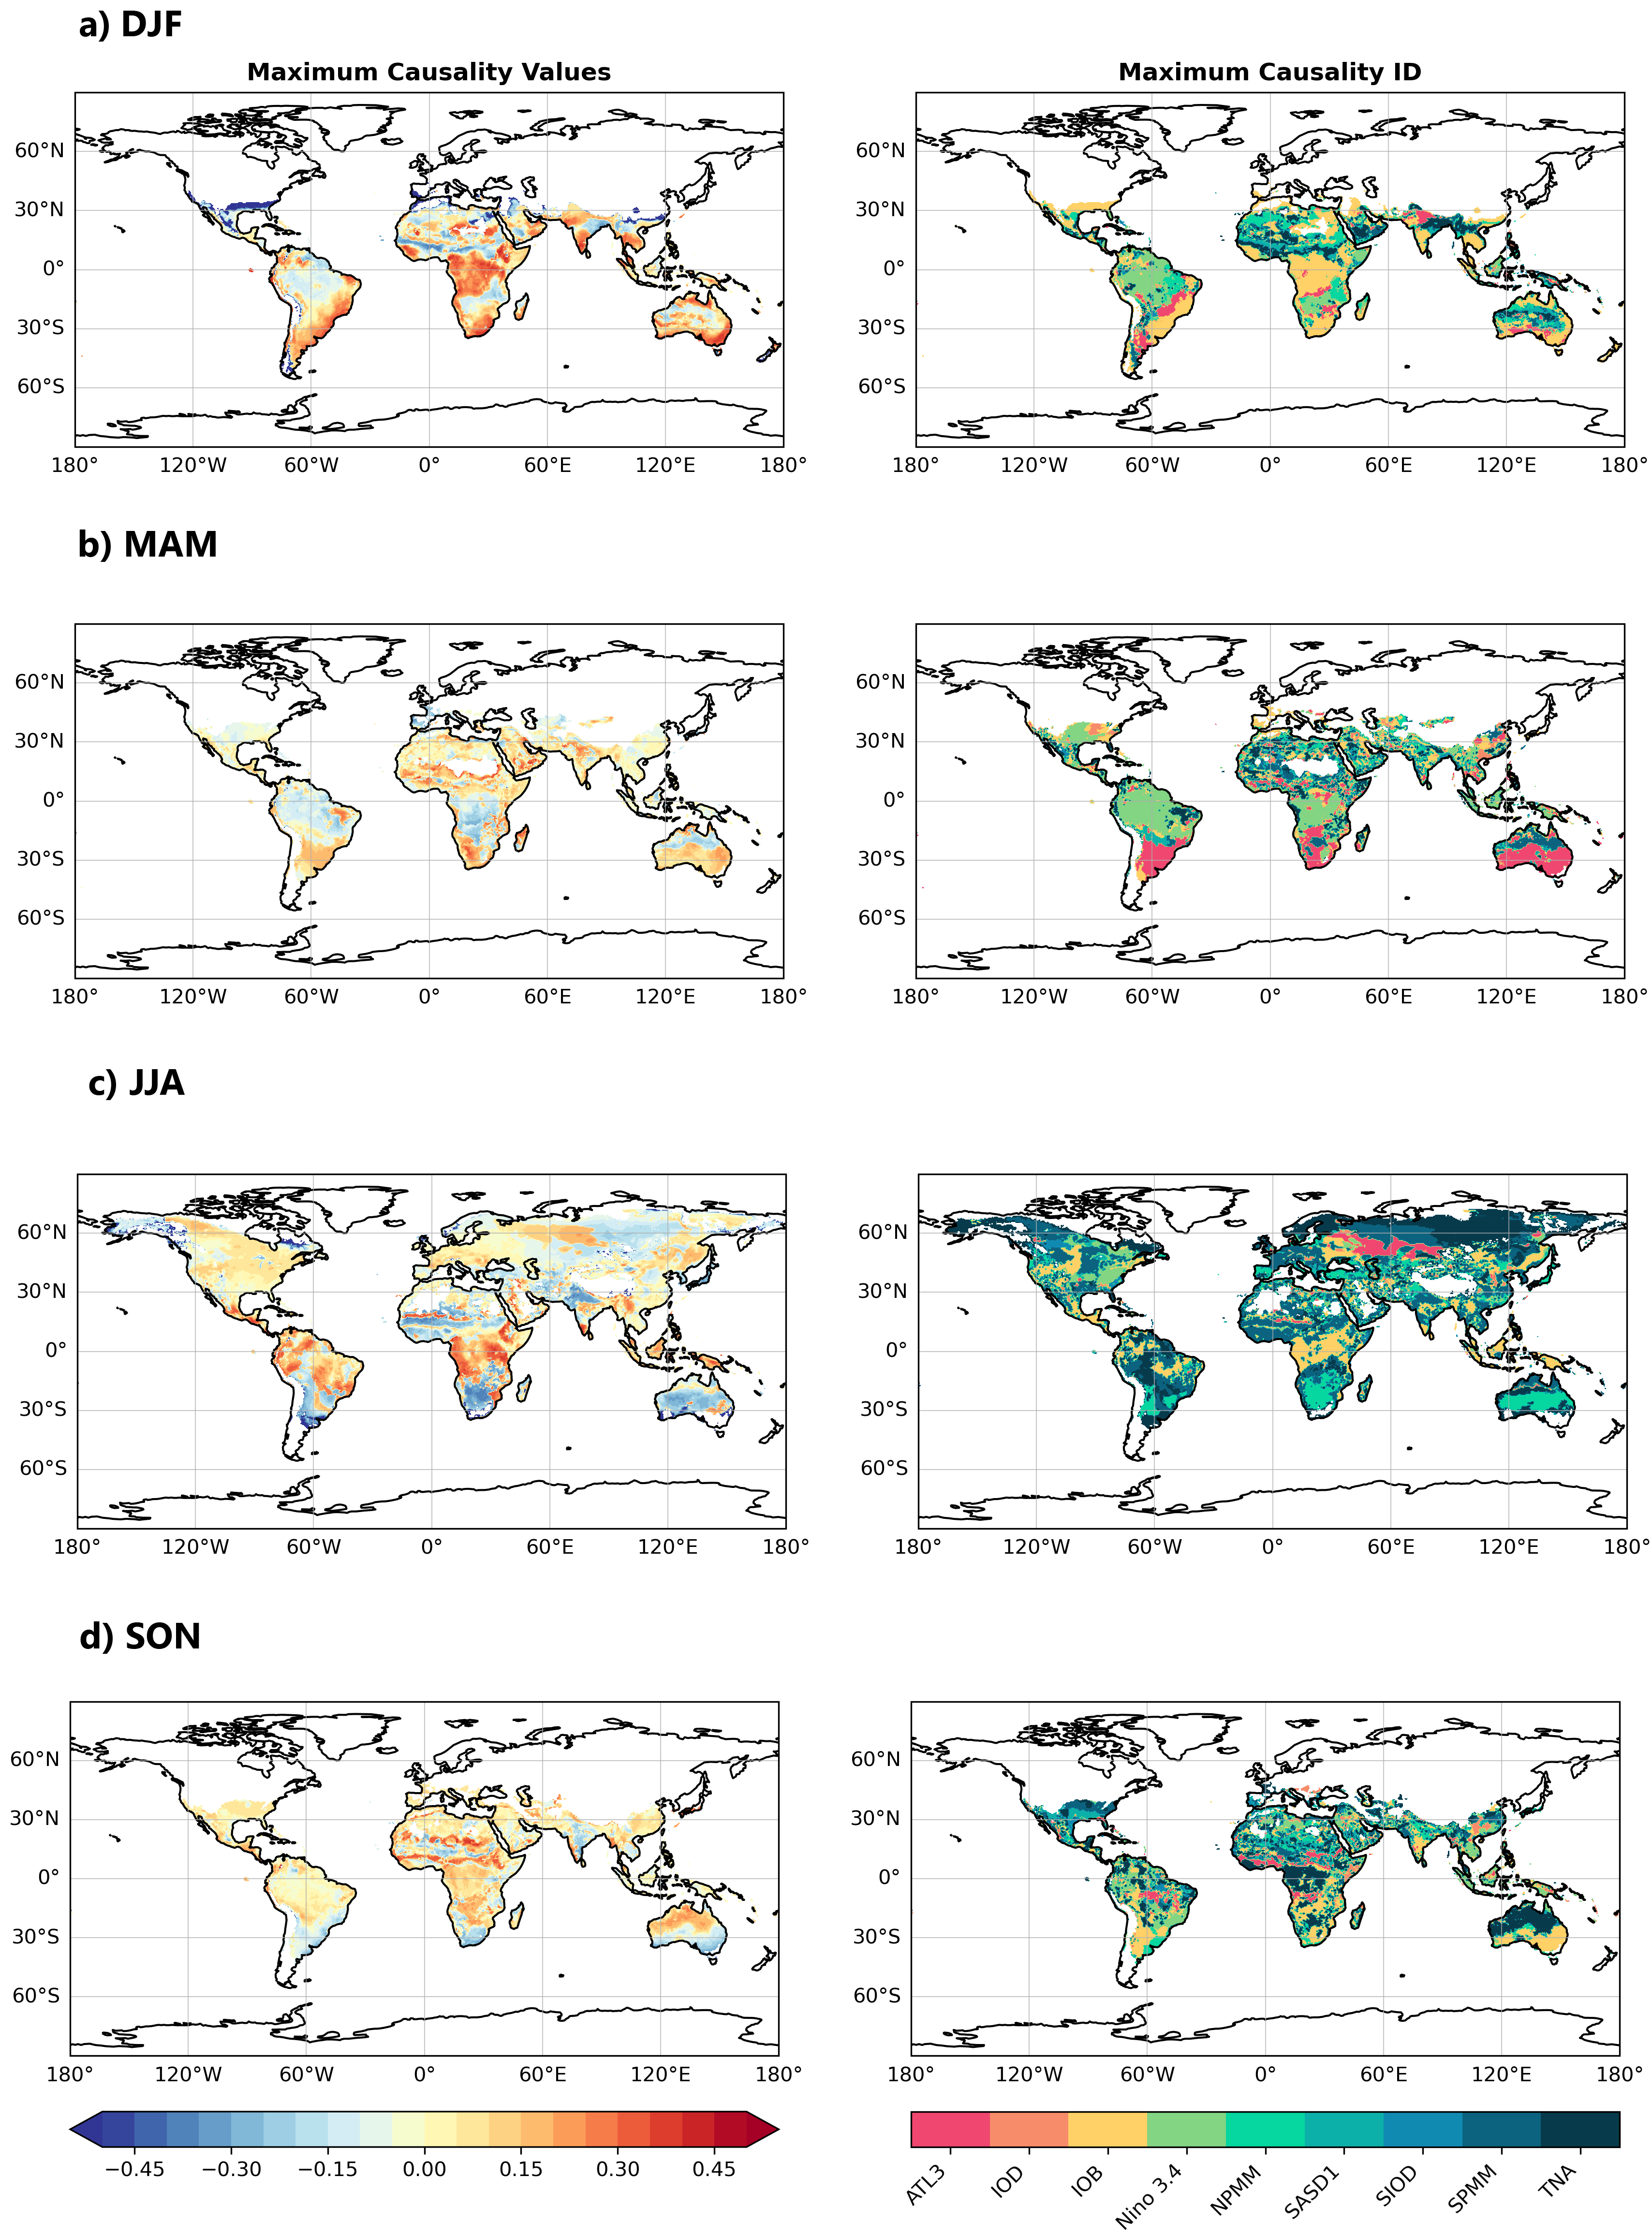 a) DJF
Maximum Causality Values Maximum Causality ID
60°N 60°N
30°N 30°N
0° 0°
30°S 30°S
60°S 60°S
180° 120°W 60°W 0° 60°E 120°E 180° 180° 120°W 60°W 0° 60°E 120°E 180°
b) MAM
60°N 60°N
30°N 30°N
0° 0°
30°S 30°S
60°S 60°S
180° 120°W 60°W 0° 60°E 120°E 180° 180° 120°W 60°W 0° 60°E 120°E 180°
c) JJA
60°N 60°N
30°N 30°N
0° 0°
30°S 30°S
60°S 60°S
180° 120°W 60°W 0° 60°E 120°E 180° 180° 120°W 60°W 0° 60°E 120°E 180°
d) SON
60°N 60°N
30°N 30°N
0° 0°
30°S 30°S
60°S 60°S
180° 120°W 60°W 0° 60°E 120°E 180° 180° 120°W 60°W 0° 60°E 120°E 180°
−0.45 −0.30 −0.15 0.00 0.15 0.30 0.45
ATL3 IOD IOB Nino 3.4 NPMM SASD1 SIOD SPMM TNA